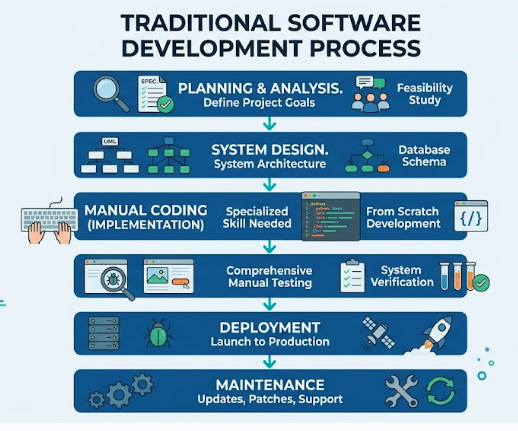 TRADITIONAL SOFTWARE
DEVELOPMENT PROCESS
SPEC.
PLANNING & ANALYSIS.
Define Project Goals
Feasibility
Study
UML
SYSTEM DESIGN.
System Architecture
Database
Schema
MANUAL CODING
(IMPLEMENTATION)
Specialized
Skill Needed
From Scratch
Development
{/}
Comprehensive
Manual Testing
System
Verification
DEPLOYMENT
Launch to Production
MAINTENANCE
Updates, Patches, Support